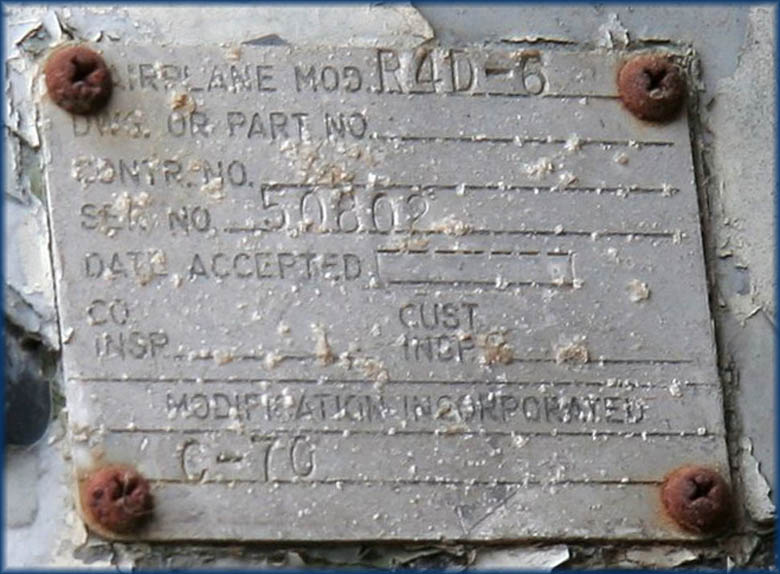 AIRPLANE MOD. R4D-6
DWG. OR PART NO.
CONTR. NO.
SER. NO. 50802
DATE ACCEPTED
CO. CUST.
INSP. INSP.
MODIFICATION INCORPORATED
C-70